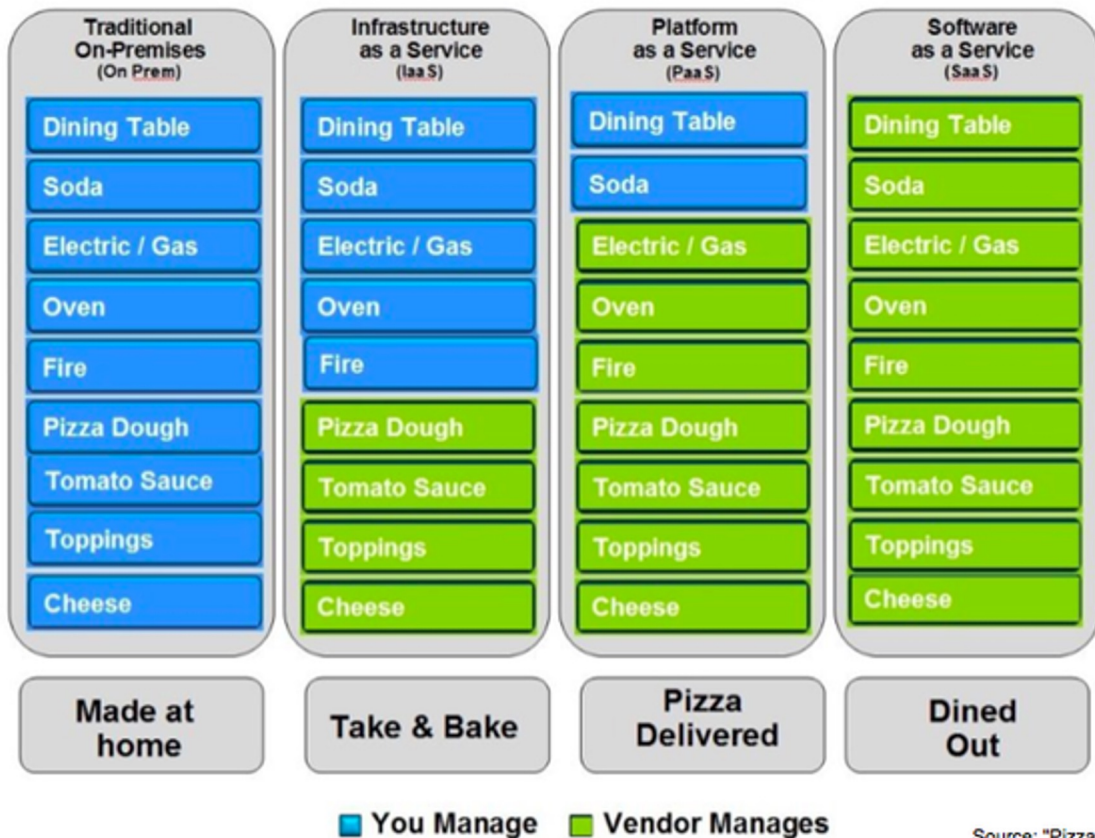 Traditional
On-Premises
(On Prem)
Dining Table
Soda
Electric / Gas
Oven
Fire
Pizza Dough
Tomato Sauce
Toppings
Cheese
Made at
home
Infrastructure
as a Service
(IaaS)
Dining Table
Soda
Electric / Gas
Oven
Fire
Pizza Dough
Tomato Sauce
Toppings
Cheese
Take & Bake
Platform
as a Service
(PaaS)
Dining Table
Soda
Electric / Gas
Oven
Fire
Pizza Dough
Tomato Sauce
Toppings
Cheese
Pizza
Delivered
Software
as a Service
(SaaS)
Dining Table
Soda
Electric / Gas
Oven
Fire
Pizza Dough
Tomato Sauce
Toppings
Cheese
Dined
Out
You Manage
Vendor Manages
Source: "Pizza